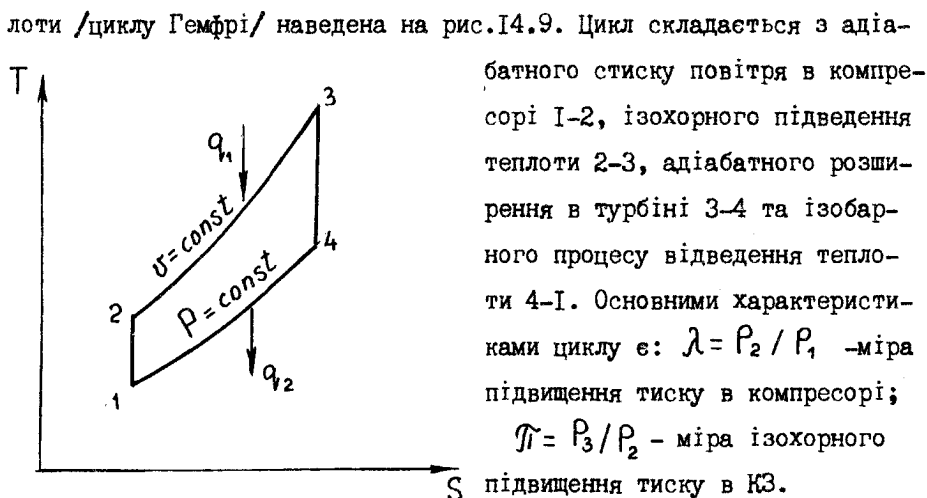 лоти /циклу Гемфрі/ наведена на рис.I4.9. Цикл складається з адіа-
батного стиску повітря в компре-
сорі I-2, ізохорного підведення
теплоти 2-3, адіабатного розши-
рення в турбіні 3-4 та ізобар-
ного процесу відведення тепло-
ти 4-I. Основними характеристи-
ками циклу є: λ = P₂ / P₁ -міра
підвищення тиску в компресорі;
π = P₃ / P₂ - міра ізохорного
підвищення тиску в КЗ.
T
3
q₁
v = const
4
2
P = const
q₂
1
S